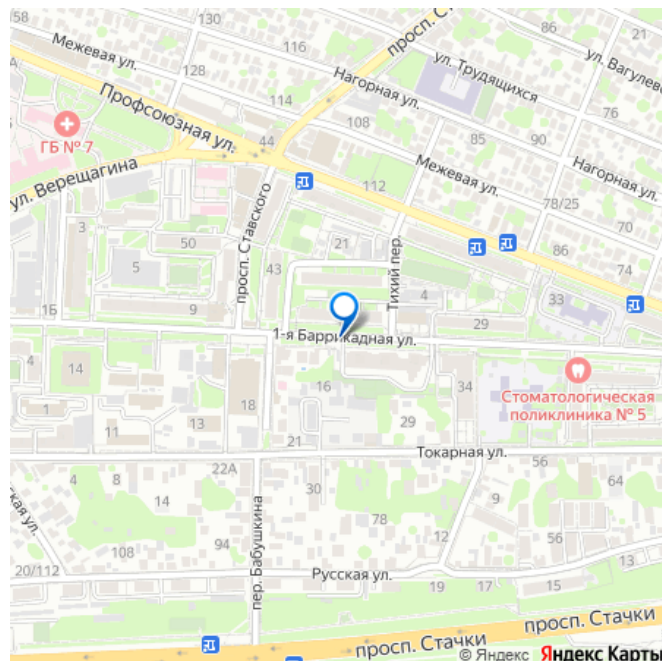 58
130
Межевая ул.
116
просп. Ст
ул. Трудящихся
ул. Вагулевс
128
Нагорная ул.
Профсоюзная ул.
114
76
ГБ № 7
44
108
85
90
Нагорная ул.
ул. Верещагина
Межевая ул.
112
78/25
70
3
50
просп. Ставского
21
Тихий пер.
86
74
5
43
4
33
1Б
9
29
1-я Баррикадная ул.
4
14
16
34
Стоматологическая
поликлиника № 5
1
18
11
13
29
21
Токарная ул.
56
64
4
8
22А
30
9
14
пер. Бабушкина
78
ская ул.
108
94
12
56
20/112
Русская ул.
19
17
15
13
просп. Стачки
просп. Стачки
© Яндекс Яндекс Карты